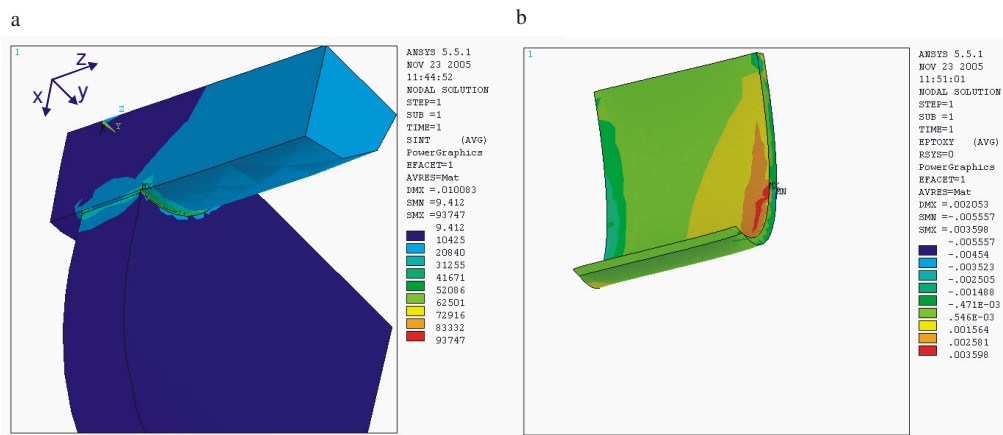 a
1
z
x
y
Z
Y
MX
ANSYS 5.5.1
NOV 23 2005
11:44:52
NODAL SOLUTION
STEP=1
SUB =1
TIME=1
SINT (AVG)
PowerGraphics
EFACET=1
AVRES=Mat
DMX =.010083
SMN =9.412
SMX =93747
9.412
10425
20840
31255
41671
52086
62501
72916
83332
93747
b
1
MX
MN
ANSYS 5.5.1
NOV 23 2005
11:51:01
NODAL SOLUTION
STEP=1
SUB =1
TIME=1
EPTOXY (AVG)
RSYS=0
PowerGraphics
EFACET=1
AVRES=Mat
DMX =.002053
SMN =-.005557
SMX =.003598
-.005557
-.00454
-.003523
-.002505
-.001488
-.471E-03
.546E-03
.001564
.002581
.003598